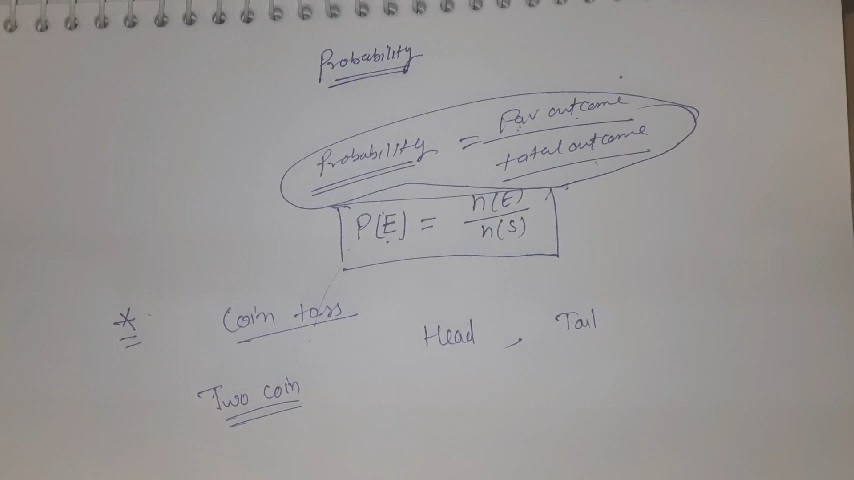 Probability
Probability = Fav outcome / total outcome
P(E) = n(E) / n(S)
* Coin toss
Head , Tail
Two coin